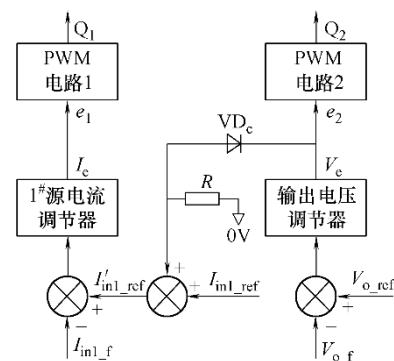 Q1 Q2
PWM
电路1
PWM
电路2
e1 e2
VDc
Ie Ve
1#源电流
调节器
R
输出电压
调节器
0V
I′in1_ref Iin1_ref Vo_ref
+ + + +
− −
Iin1_f Vo_f